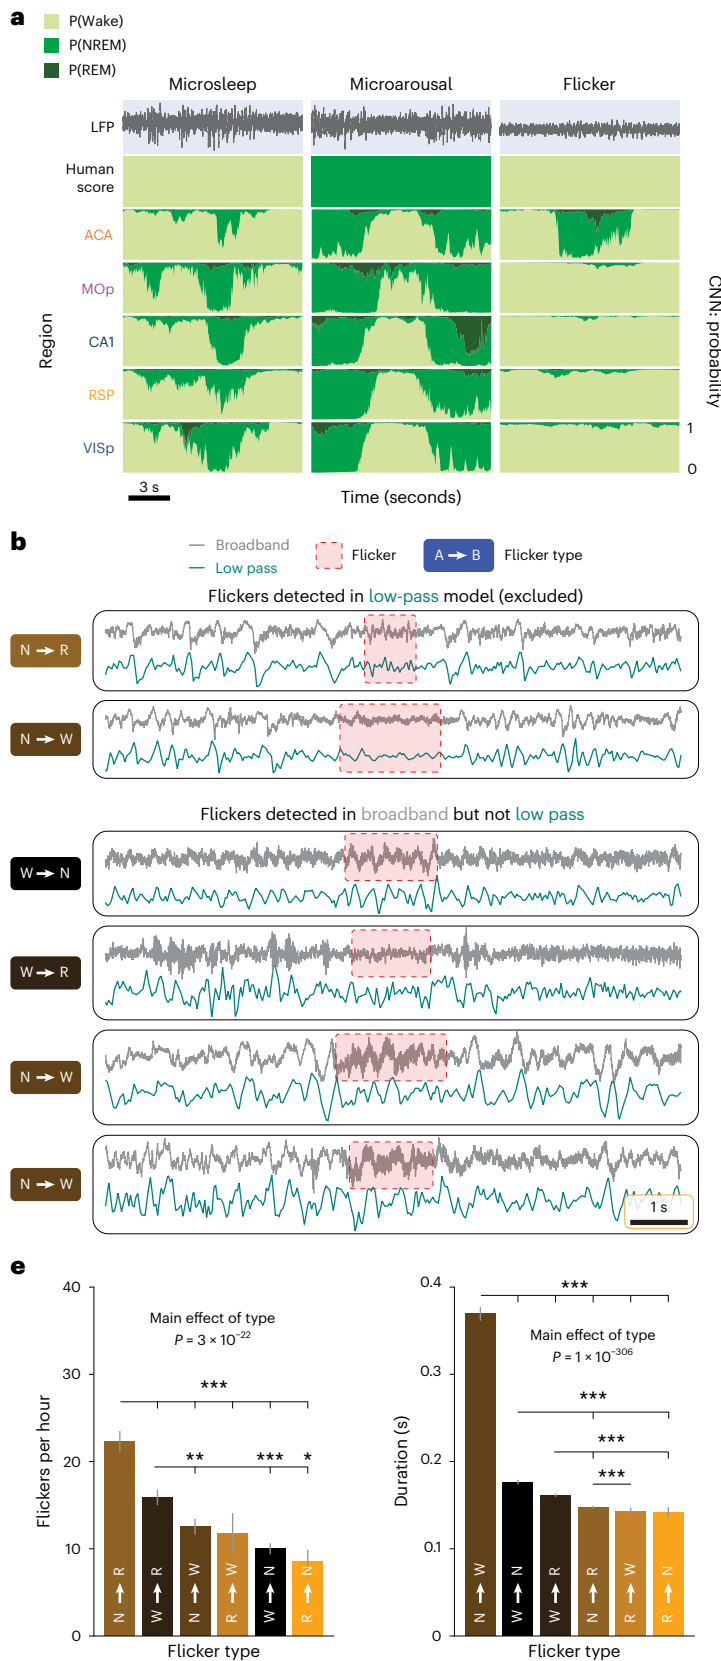 a
P(Wake)
P(NREM)
P(REM)
Microsleep
Microarousal
Flicker
LFP
Human
score
ACA
MOp
CA1
RSP
VISp
Region
CNN: probability
1
0
3 s
Time (seconds)
b
Broadband
Low pass
Flicker
A → B
Flicker type
Flickers detected in low-pass model (excluded)
N → R
N → W
Flickers detected in broadband but not low pass
W → N
W → R
N → W
N → W
1 s
e
40
30
20
10
0
Flickers per hour
Main effect of type
P = 3 × 10⁻²²
***
**
***
*
N → R
W → R
N → W
R → W
W → N
R → N
Flicker type
0.4
0.3
0.2
0.1
0
Duration (s)
***
Main effect of type
P = 1 × 10⁻³⁰⁶
***
***
***
N → W
W → N
W → R
N → R
R → W
R → N
Flicker type